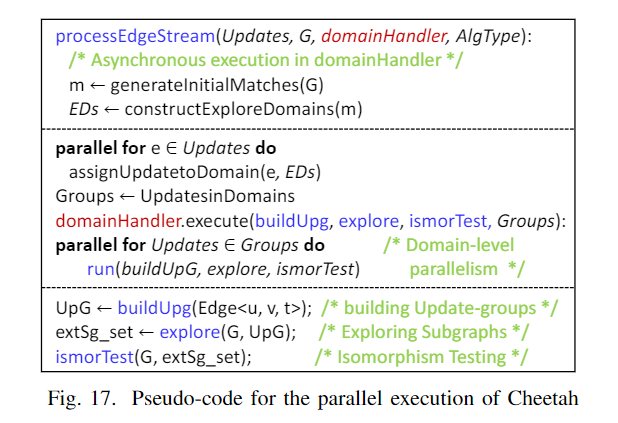 processEdgeStream(Updates, G, domainHandler, AlgType):
/* Asynchronous execution in domainHandler */
m ← generateInitialMatches(G)
EDs ← constructExploreDomains(m)
parallel for e ∈ Updates do
assignUpdatetoDomain(e, EDs)
Groups ← UpdatesinDomains
domainHandler.execute(buildUpg, explore, ismorTest, Groups):
parallel for Updates ∈ Groups do /* Domain-level
run(buildUpG, explore, ismorTest) parallelism */
UpG ← buildUpg(Edge<u, v, t>); /* building Update-groups */
extSg_set ← explore(G, UpG); /* Exploring Subgraphs */
ismorTest(G, extSg_set); /* Isomorphism Testing */
Fig. 17. Pseudo-code for the parallel execution of Cheetah